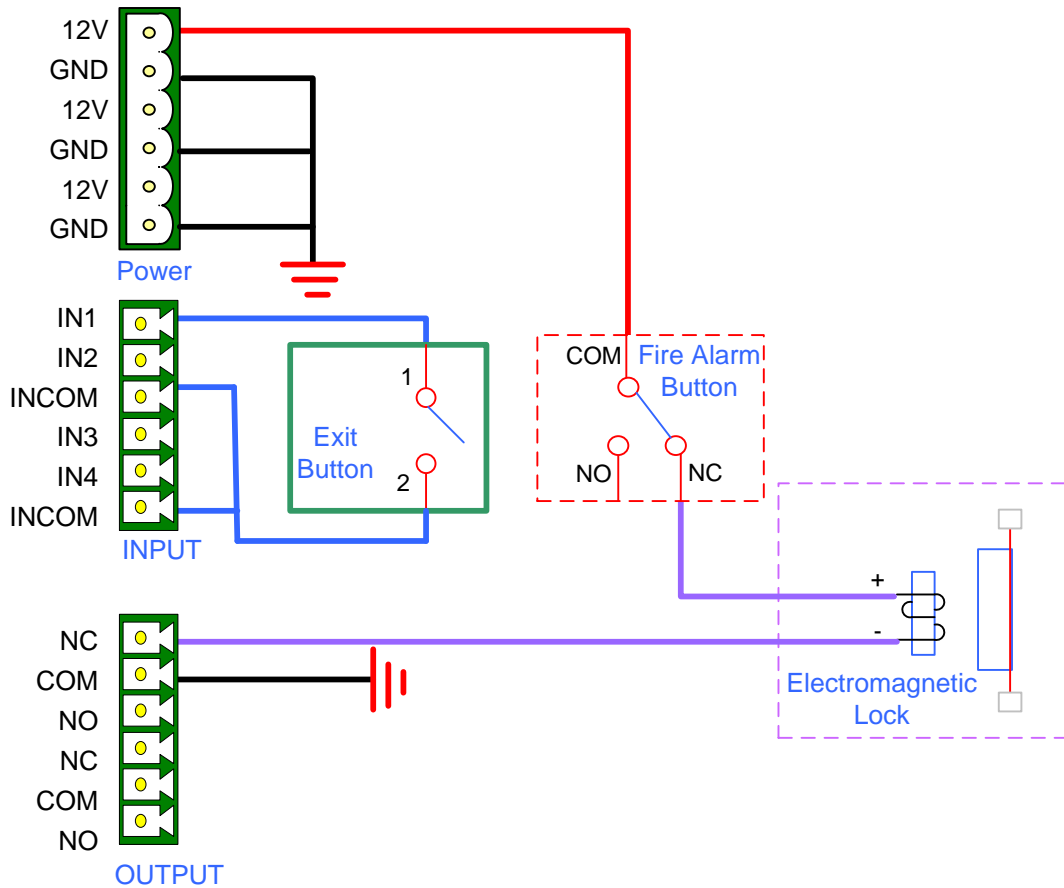 12V
GND
12V
GND
12V
GND
Power
IN1
IN2
INCOM
IN3
IN4
INCOM
INPUT
1
Exit
Button
2
COM
Fire Alarm
Button
NO
NC
+
-
Electromagnetic
Lock
NC
COM
NO
NC
COM
NO
OUTPUT